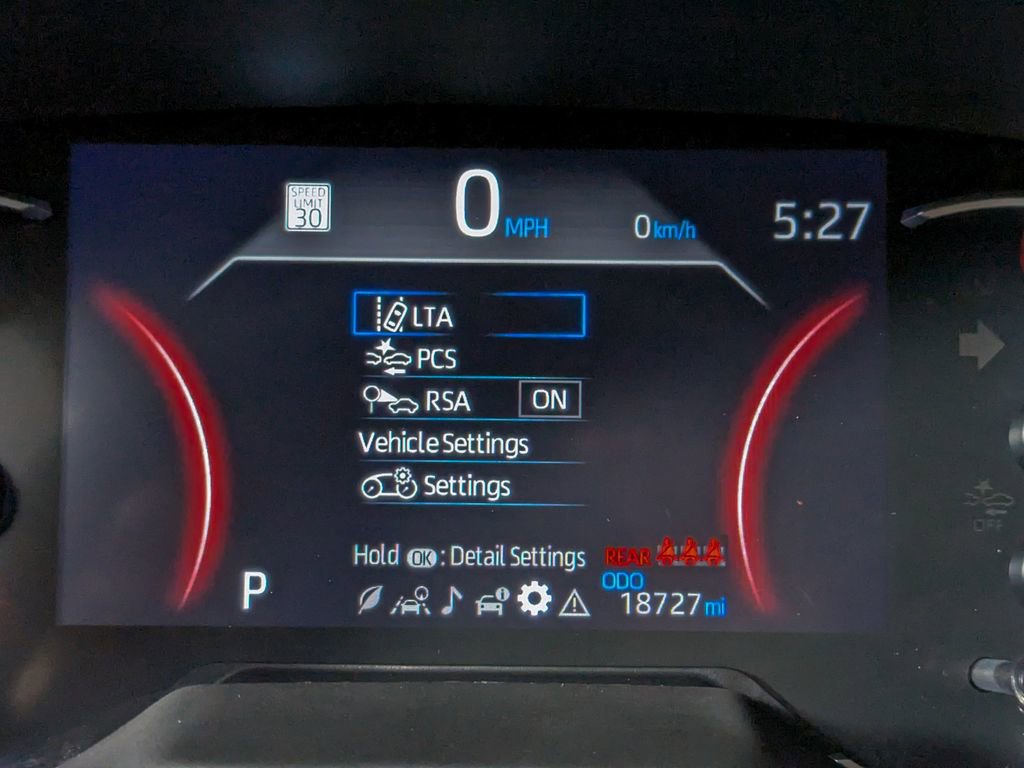 SPEED
LIMIT
30
0 MPH
0 km/h
5:27
LTA
PCS
RSA ON
Vehicle Settings
Settings
Hold OK : Detail Settings
REAR
ODO
P
18727 mi
OFF